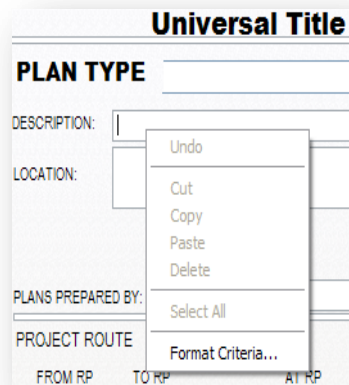 Universal Title
PLAN TYPE
DESCRIPTION:
Undo
LOCATION:
Cut
Copy
Paste
Delete
PLANS PREPARED BY:
Select All
PROJECT ROUTE
Format Criteria...
FROM RP TO RP AT RP